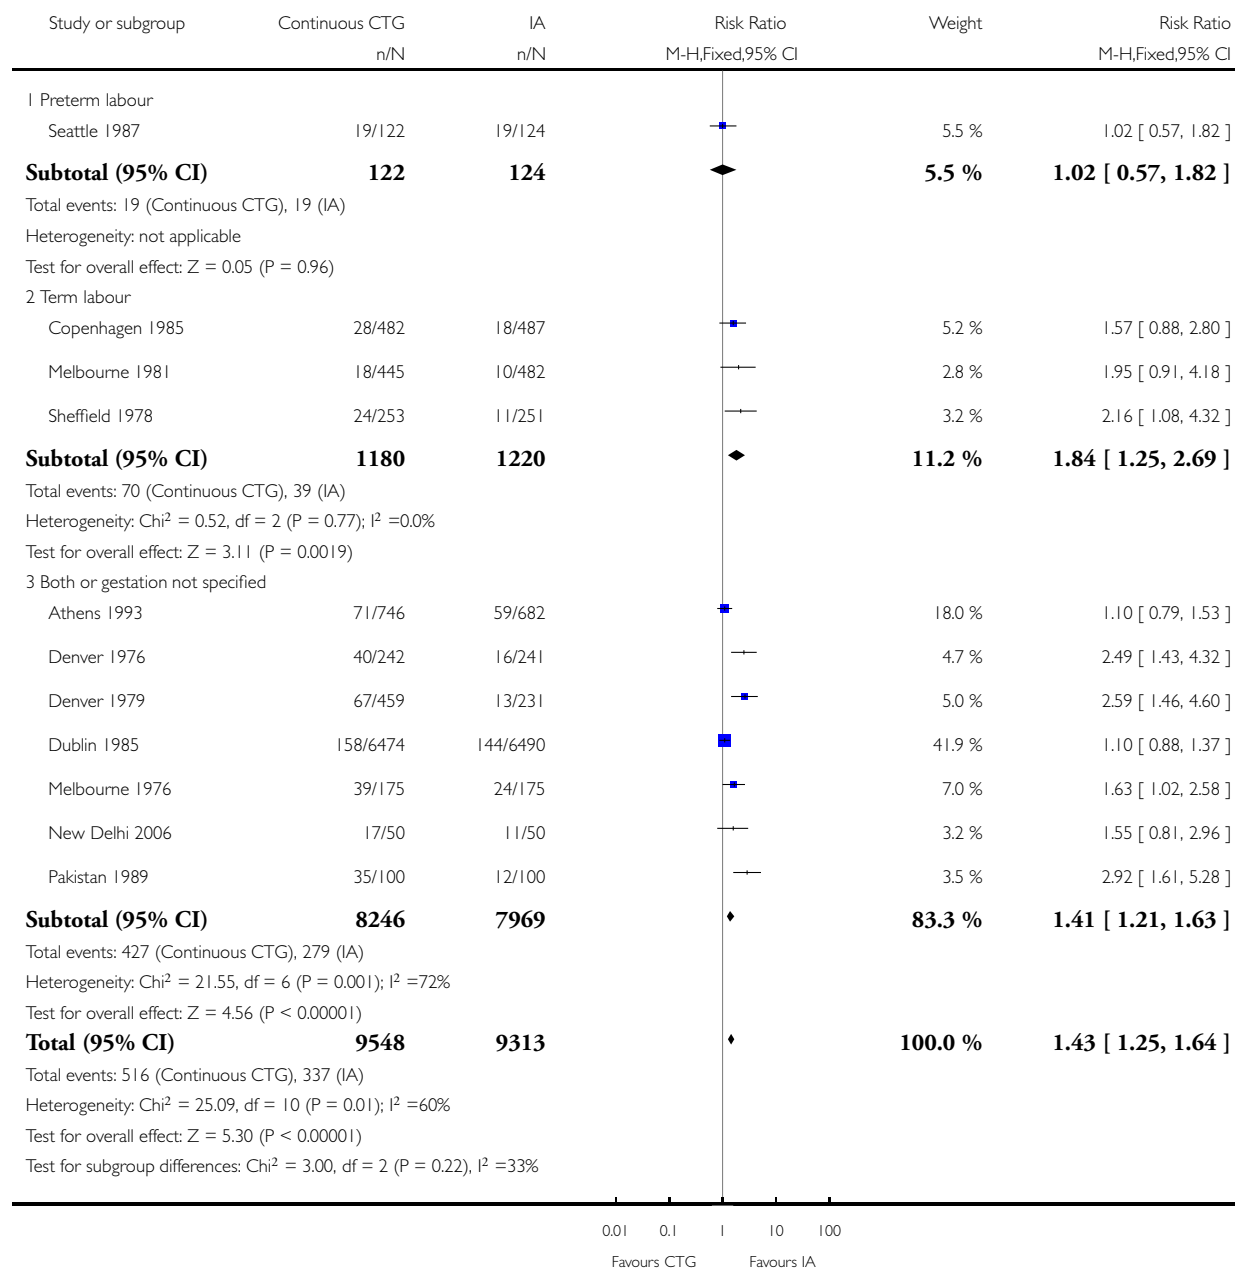 Study or subgroup Continuous CTG IA Risk Ratio Weight Risk Ratio
n/N n/N M-H,Fixed,95% CI M-H,Fixed,95% CI
1 Preterm labour
Seattle 1987 19/122 19/124 5.5 % 1.02 [ 0.57, 1.82 ]
Subtotal (95% CI) 122 124 5.5 % 1.02 [ 0.57, 1.82 ]
Total events: 19 (Continuous CTG), 19 (IA)
Heterogeneity: not applicable
Test for overall effect: Z = 0.05 (P = 0.96)
2 Term labour
Copenhagen 1985 28/482 18/487 5.2 % 1.57 [ 0.88, 2.80 ]
Melbourne 1981 18/445 10/482 2.8 % 1.95 [ 0.91, 4.18 ]
Sheffield 1978 24/253 11/251 3.2 % 2.16 [ 1.08, 4.32 ]
Subtotal (95% CI) 1180 1220 11.2 % 1.84 [ 1.25, 2.69 ]
Total events: 70 (Continuous CTG), 39 (IA)
Heterogeneity: Chi² = 0.52, df = 2 (P = 0.77); I² =0.0%
Test for overall effect: Z = 3.11 (P = 0.0019)
3 Both or gestation not specified
Athens 1993 71/746 59/682 18.0 % 1.10 [ 0.79, 1.53 ]
Denver 1976 40/242 16/241 4.7 % 2.49 [ 1.43, 4.32 ]
Denver 1979 67/459 13/231 5.0 % 2.59 [ 1.46, 4.60 ]
Dublin 1985 158/6474 144/6490 41.9 % 1.10 [ 0.88, 1.37 ]
Melbourne 1976 39/175 24/175 7.0 % 1.63 [ 1.02, 2.58 ]
New Delhi 2006 17/50 11/50 3.2 % 1.55 [ 0.81, 2.96 ]
Pakistan 1989 35/100 12/100 3.5 % 2.92 [ 1.61, 5.28 ]
Subtotal (95% CI) 8246 7969 83.3 % 1.41 [ 1.21, 1.63 ]
Total events: 427 (Continuous CTG), 279 (IA)
Heterogeneity: Chi² = 21.55, df = 6 (P = 0.001); I² =72%
Test for overall effect: Z = 4.56 (P < 0.00001)
Total (95% CI) 9548 9313 100.0 % 1.43 [ 1.25, 1.64 ]
Total events: 516 (Continuous CTG), 337 (IA)
Heterogeneity: Chi² = 25.09, df = 10 (P = 0.01); I² =60%
Test for overall effect: Z = 5.30 (P < 0.00001)
Test for subgroup differences: Chi² = 3.00, df = 2 (P = 0.22), I² =33%
0.01 0.1 1 10 100
Favours CTG Favours IA